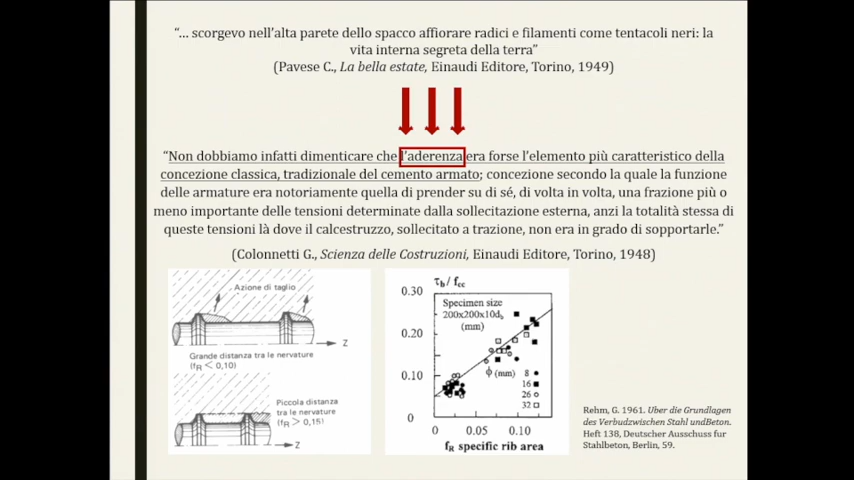 “... scorgevo nell’alta parete dello spacco affiorare radici e filamenti come tentacoli neri: la
vita interna segreta della terra”
(Pavese C., La bella estate, Einaudi Editore, Torino, 1949)
“Non dobbiamo infatti dimenticare che l’aderenza era forse l’elemento più caratteristico della
concezione classica, tradizionale del cemento armato; concezione secondo la quale la funzione
delle armature era notoriamente quella di prender su di sé, di volta in volta, una frazione più o
meno importante delle tensioni determinate dalla sollecitazione esterna, anzi la totalità stessa di
queste tensioni là dove il calcestruzzo, sollecitato a trazione, non era in grado di sopportarle.”
(Colonnetti G., Scienza delle Costruzioni, Einaudi Editore, Torino, 1948)
Azione di taglio
Z
Grande distanza tra le nervature
(fR < 0,10)
Piccola distanza
tra le nervature
(fR > 0,15)
Z
τb / fcc
0.30
0.20
0.10
0
Specimen size
200x200x10db
(mm)
ϕ (mm)
8
16
26
32
0 0.05 0.10
fR specific rib area
Rehm, G. 1961. Uber die Grundlagen
des Verbudzwischen Stahl undBeton.
Heft 138, Deutscher Ausschuss fur
Stahlbeton, Berlin, 59.